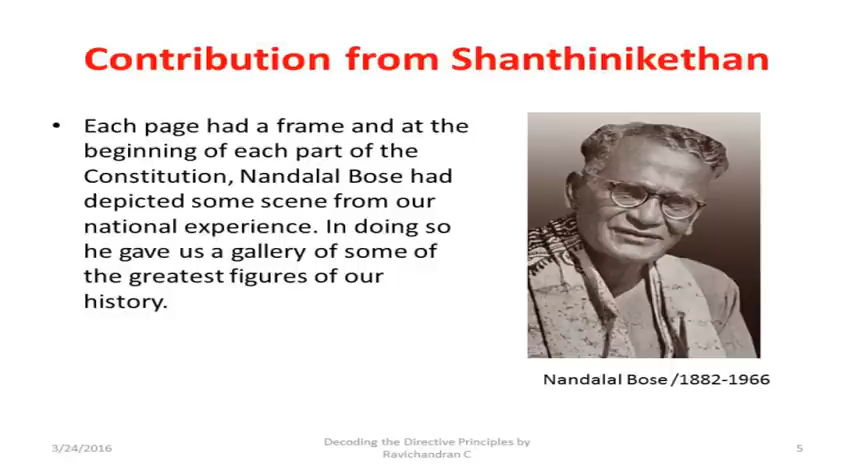 Contribution from Shanthinikethan
• Each page had a frame and at the
beginning of each part of the
Constitution, Nandalal Bose had
depicted some scene from our
national experience. In doing so
he gave us a gallery of some of
the greatest figures of our
history.
Nandalal Bose /1882-1966
3/24/2016
Decoding the Directive Principles by
Ravichandran C
5